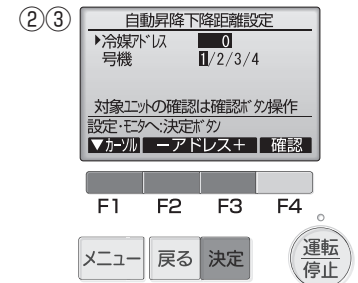 ②③
自動昇降下降距離設定
▶冷媒アドレス 0
号機 1/2/3/4
対象ユニットの確認は確認ボタン操作
設定・モニタへ:決定ボタン
▼カーソル －アドレス＋ 確認
F1 F2 F3 F4
メニュー 戻る 決定 運転
停止